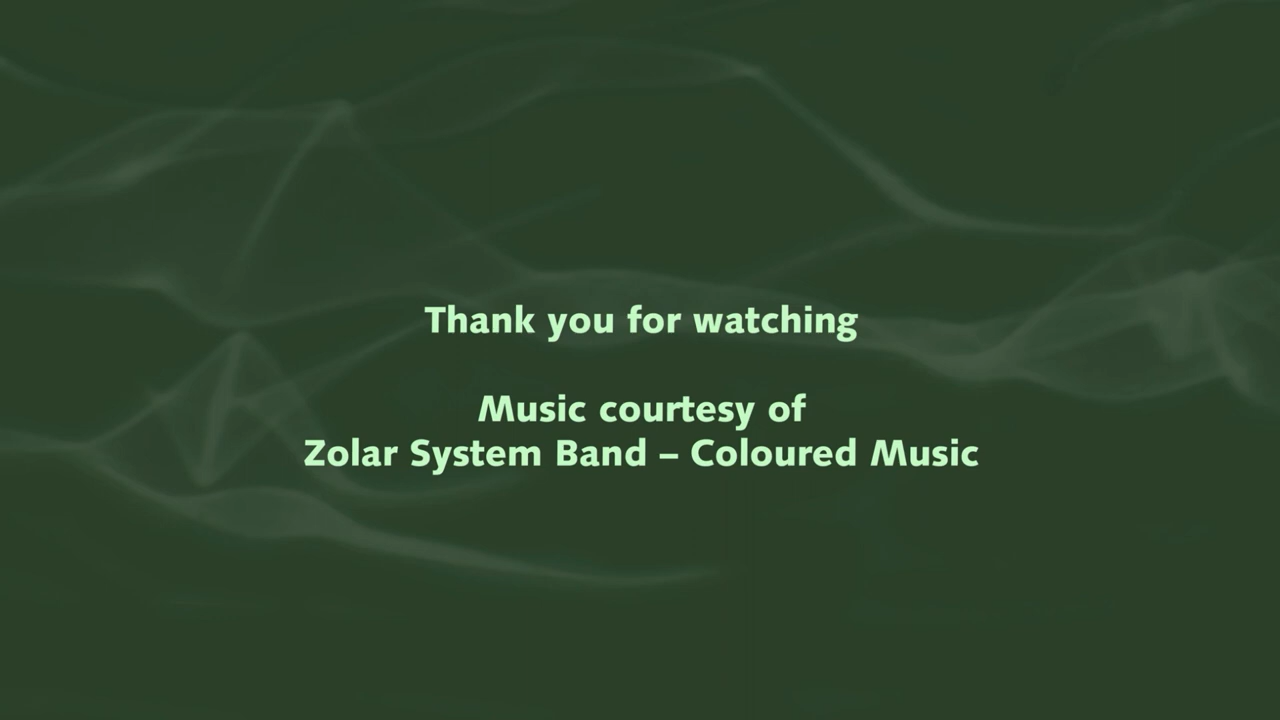 Thank you for watching
Music courtesy of
Zolar System Band – Coloured Music